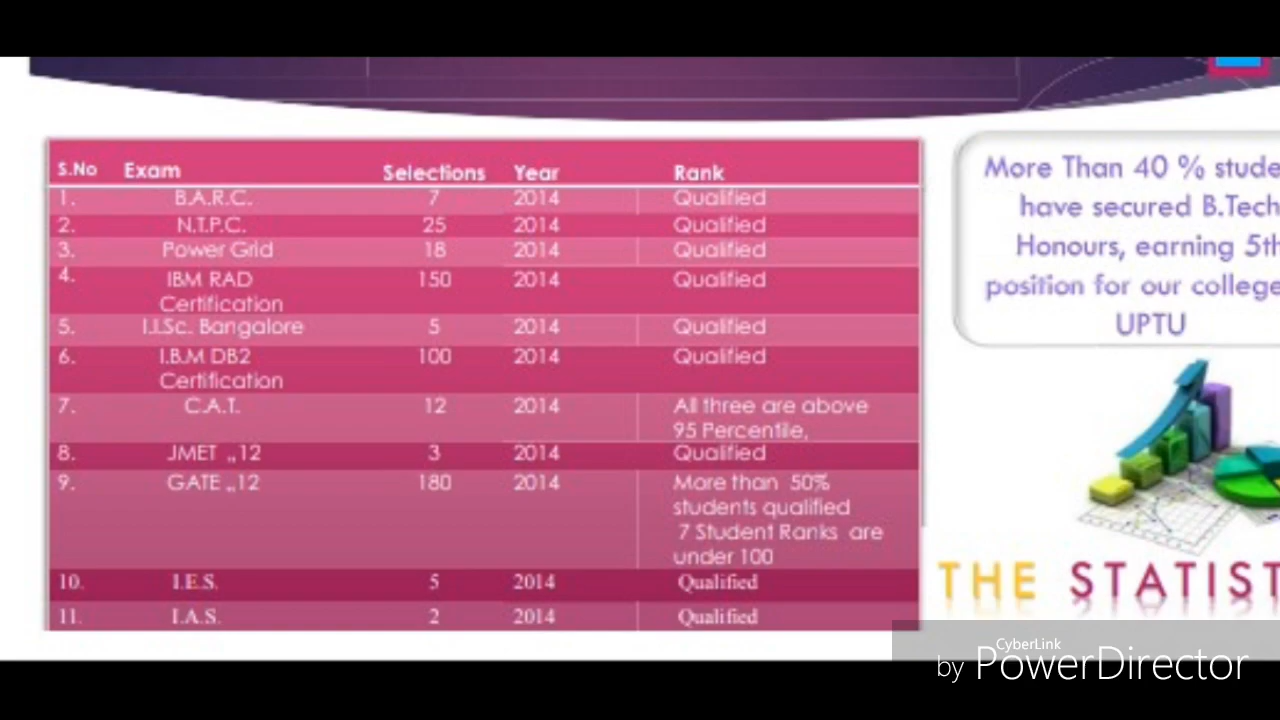 S.No Exam Selections Year Rank
1. B.A.R.C. 7 2014 Qualified
2. N.T.P.C. 25 2014 Qualified
3. Power Grid 18 2014 Qualified
4. IBM RAD 150 2014 Qualified
Certification
5. I.I.Sc. Bangalore 5 2014 Qualified
6. I.B.M DB2 100 2014 Qualified
Certification
7. C.A.T. 12 2014 All three are above
95 Percentile,
8. JMET „12 3 2014 Qualified
9. GATE „12 180 2014 More than 50%
students qualified
7 Student Ranks are
under 100
10. I.E.S. 5 2014 Qualified
11. I.A.S. 2 2014 Qualified
More Than 40 % stude
have secured B.Tech
Honours, earning 5th
position for our college
UPTU
THE STATIST
CyberLink
by PowerDirector